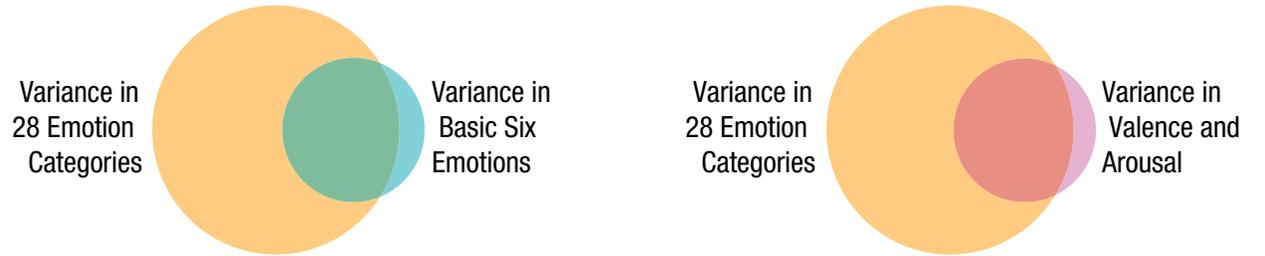 Variance in
28 Emotion
Categories
Variance in
Basic Six
Emotions
Variance in
28 Emotion
Categories
Variance in
Valence and
Arousal